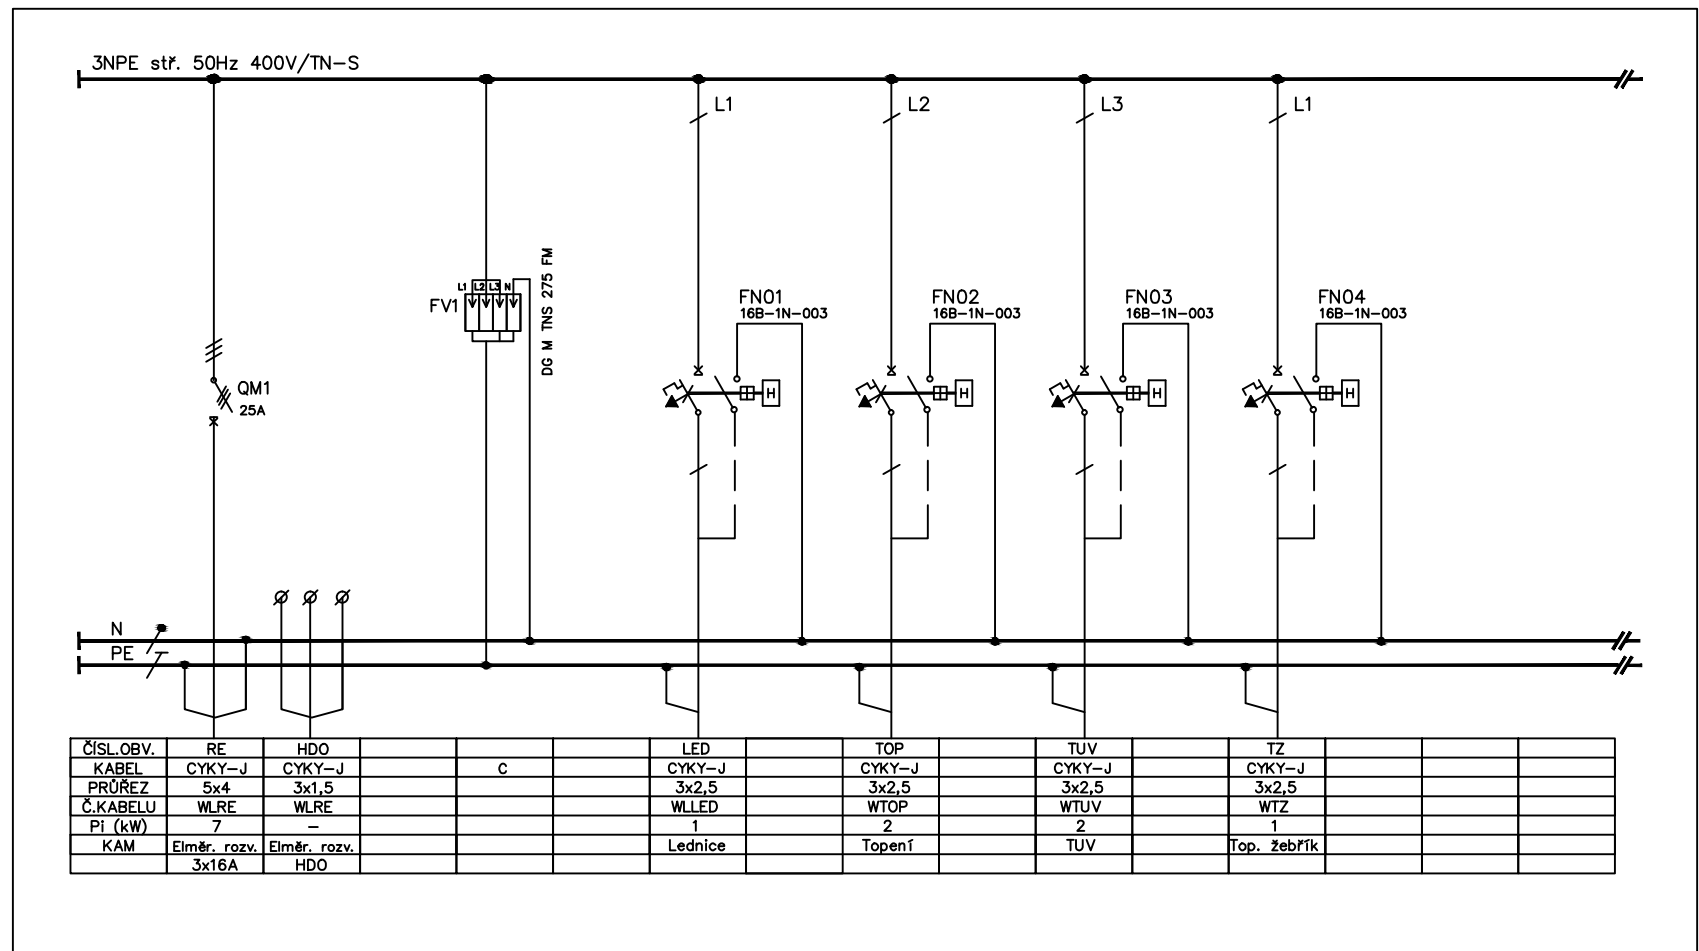 3NPE stř. 50Hz 400V/TN-S
L1
L2
L3
L1
DG M TNS 275 FM
L1 L2 L3 N
FV1
FN01
16B-1N-003
FN02
16B-1N-003
FN03
16B-1N-003
FN04
16B-1N-003
QM1
25A
H
H
H
H
N
PE
ČÍSL.OBV. RE HDO LED TOP TUV TZ
KABEL CYKY-J CYKY-J C CYKY-J CYKY-J CYKY-J CYKY-J
PRŮŘEZ 5x4 3x1,5 3x2,5 3x2,5 3x2,5 3x2,5
Č.KABELU WLRE WLRE WLLED WTOP WTUV WTZ
Pi (kW) 7 - 1 2 2 1
KAM Elměr. rozv. Elměr. rozv. Lednice Topení TUV Top. žebřík
3x16A HDO